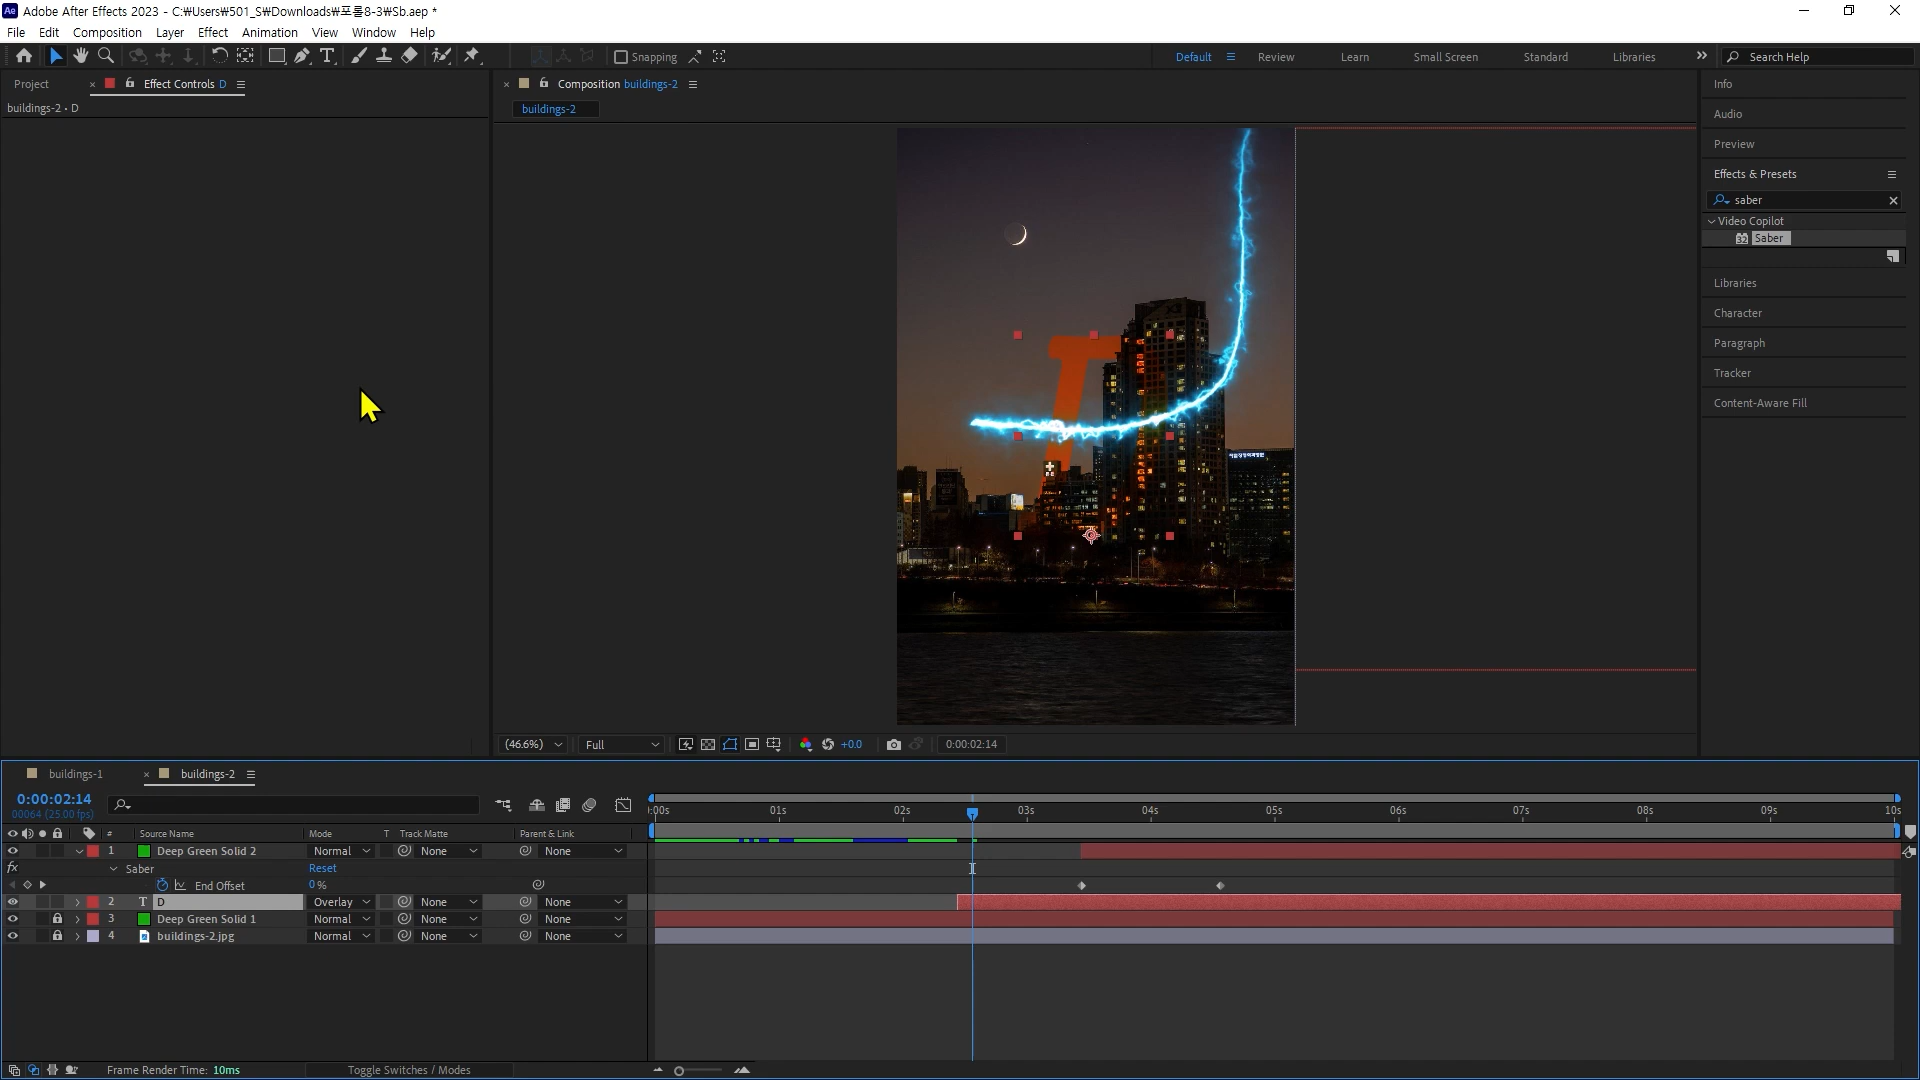 Ae Adobe After Effects 2023 - C:₩Users₩501_S₩Downloads₩포폴8-3₩Sb.aep *
File Edit Composition Layer Effect Animation View Window Help
Snapping Default Review Learn Small Screen Standard Libraries Search Help
Project Effect Controls D
buildings-2 • D
Composition buildings-2
buildings-2
Info
Audio
Preview
Effects & Presets
saber
Video Copilot
32 Saber
Libraries
Character
Paragraph
Tracker
Content-Aware Fill
(46.6%) Full +0.0 0:00:02:14
buildings-1 buildings-2
0:00:02:14
00064 (25.00 fps)
:00s 01s 02s 03s 04s 05s 06s 07s 08s 09s 10s
# Source Name Mode T Track Matte Parent & Link
1 Deep Green Solid 2 Normal None None
fx Saber Reset
End Offset 0 %
2 T D Overlay None None
3 Deep Green Solid 1 Normal None None
4 buildings-2.jpg Normal None None
Frame Render Time: 10ms Toggle Switches / Modes